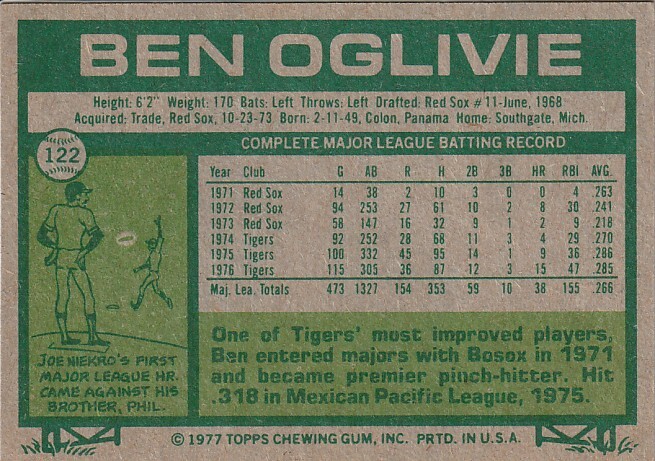 BEN OGLIVIE
Height: 6'2" Weight: 170 Bats: Left Throws: Left Drafted: Red Sox #11-June, 1968
Acquired: Trade, Red Sox, 10-23-73 Born: 2-11-49, Colon, Panama Home: Southgate, Mich.
122
COMPLETE MAJOR LEAGUE BATTING RECORD
Year Club G AB R H 2B 3B HR RBI AVG.
1971 Red Sox 14 38 2 10 3 0 0 4 .263
1972 Red Sox 94 253 27 61 10 2 8 30 .241
1973 Red Sox 58 147 16 32 9 1 2 9 .218
1974 Tigers 92 252 28 68 11 3 4 29 .270
1975 Tigers 100 332 45 95 14 1 9 36 .286
1976 Tigers 115 305 36 87 12 3 15 47 .285
Maj. Lea. Totals 473 1327 154 353 59 10 38 155 .266
JOE NIEKRO'S FIRST
MAJOR LEAGUE HR.
CAME AGAINST HIS
BROTHER, PHIL.
One of Tigers' most improved players,
Ben entered majors with Bosox in 1971
and became premier pinch-hitter. Hit
.318 in Mexican Pacific League, 1975.
©1977 TOPPS CHEWING GUM, INC. PRTD. IN U.S.A.